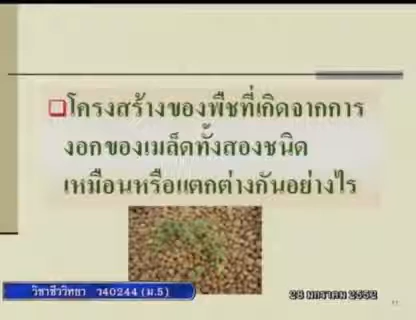 โครงสร้างของพืชที่เกิดจากการ
งอกของเมล็ดทั้งสองชนิด
เหมือนหรือแตกต่างกันอย่างไร
วิชาชีววิทยา ว40244 (ม.5)
28 มกราคม 2552